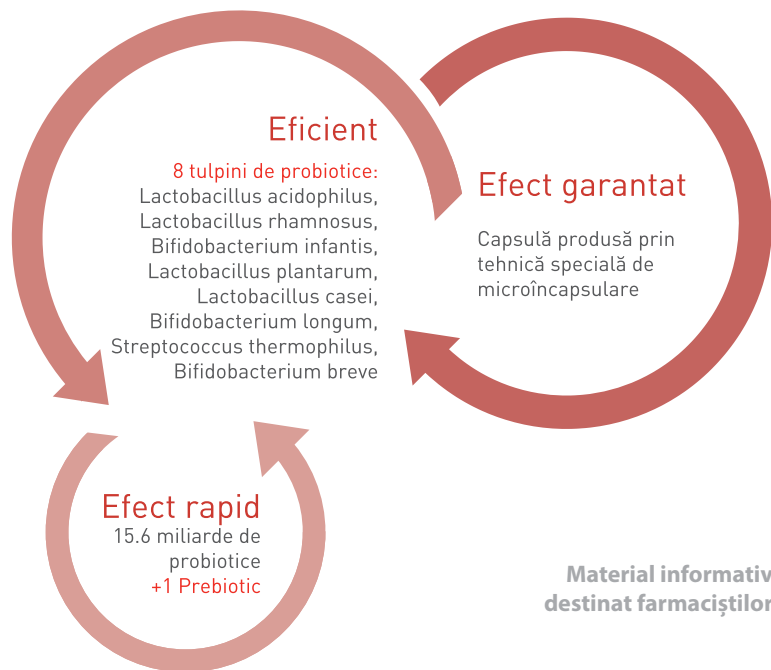 Eficient
8 tulpini de probiotice:
Lactobacillus acidophilus,
Lactobacillus rhamnosus,
Bifidobacterium infantis,
Lactobacillus plantarum,
Lactobacillus casei,
Bifidobacterium longum,
Streptococcus thermophilus,
Bifidobacterium breve
Efect garantat
Capsulă produsă prin
tehnică specială de
microîncapsulare
Efect rapid
15.6 miliarde de
probiotice
+1 Prebiotic
Material informativ
destinat farmaciștilor